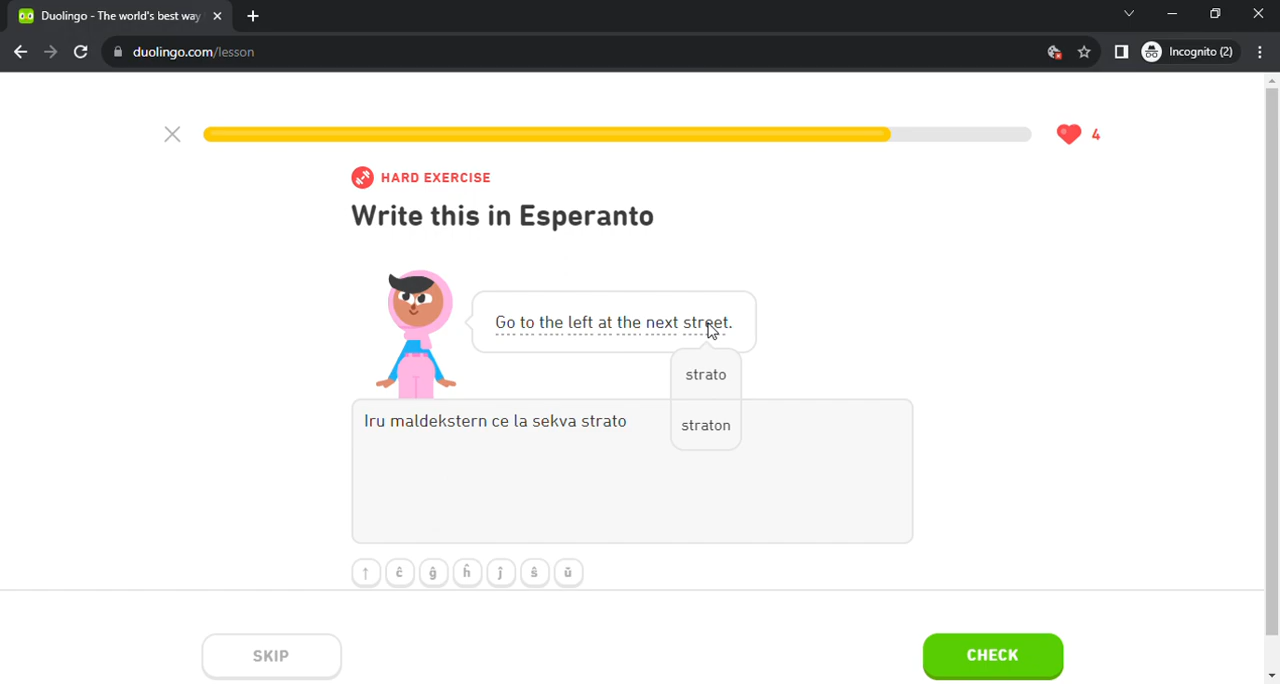 Duolingo - The world's best way
duolingo.com/lesson
Incognito (2)
4
HARD EXERCISE
Write this in Esperanto
Go to the left at the next street.
strato
straton
Iru maldekstern ce la sekva strato
↑ ĉ ĝ ĥ ĵ ŝ ŭ
SKIP
CHECK